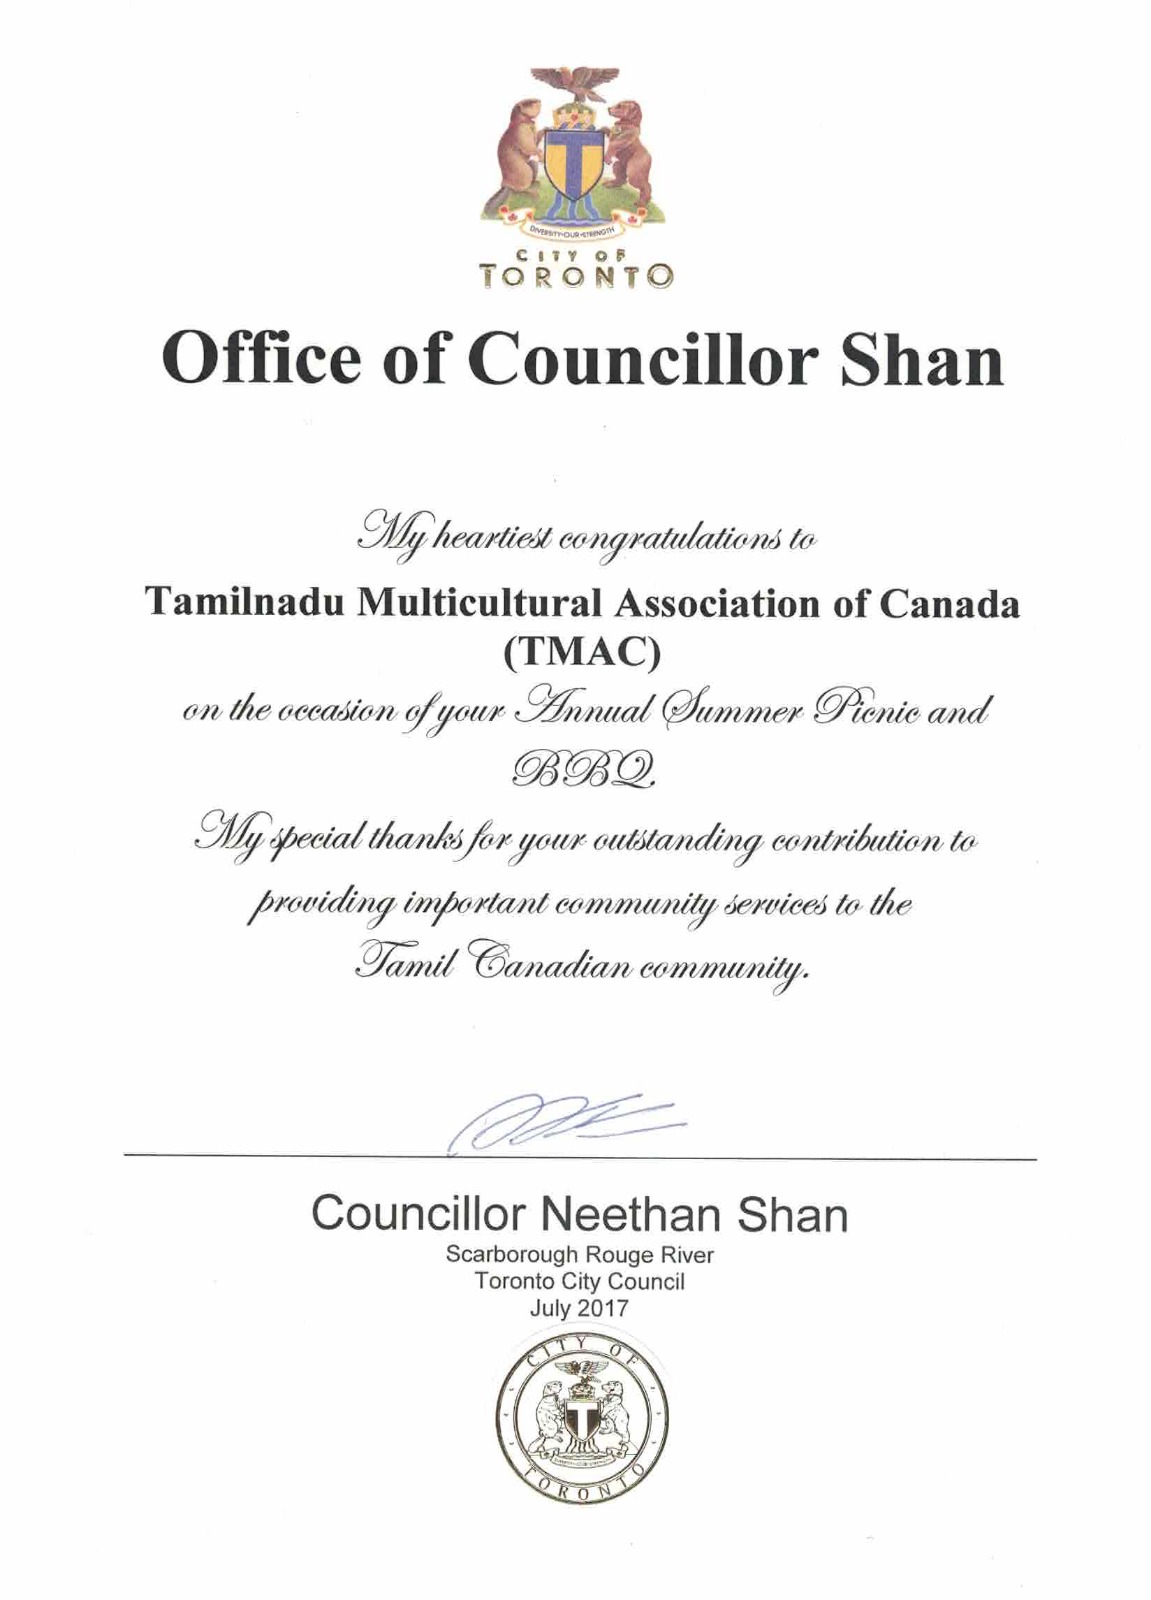 DIVERSITY•OUR•STRENGTH
CITY OF
TORONTO
Office of Councillor Shan
My heartiest congratulations to
Tamilnadu Multicultural Association of Canada
(TMAC)
on the occasion of your Annual Summer Picnic and
BBQ.
My special thanks for your outstanding contribution to
providing important community services to the
Tamil Canadian community.
Councillor Neethan Shan
Scarborough Rouge River
Toronto City Council
July 2017
CITY OF
TORONTO